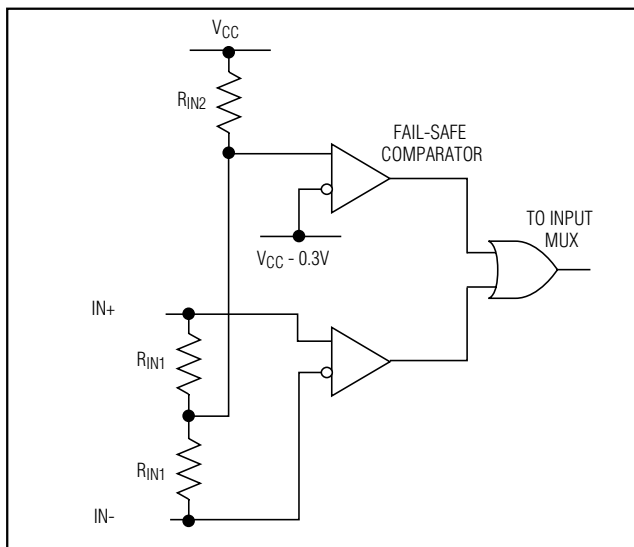 VCC
RIN2
FAIL-SAFE
COMPARATOR
TO INPUT
MUX
VCC - 0.3V
IN+
RIN1
RIN1
IN-